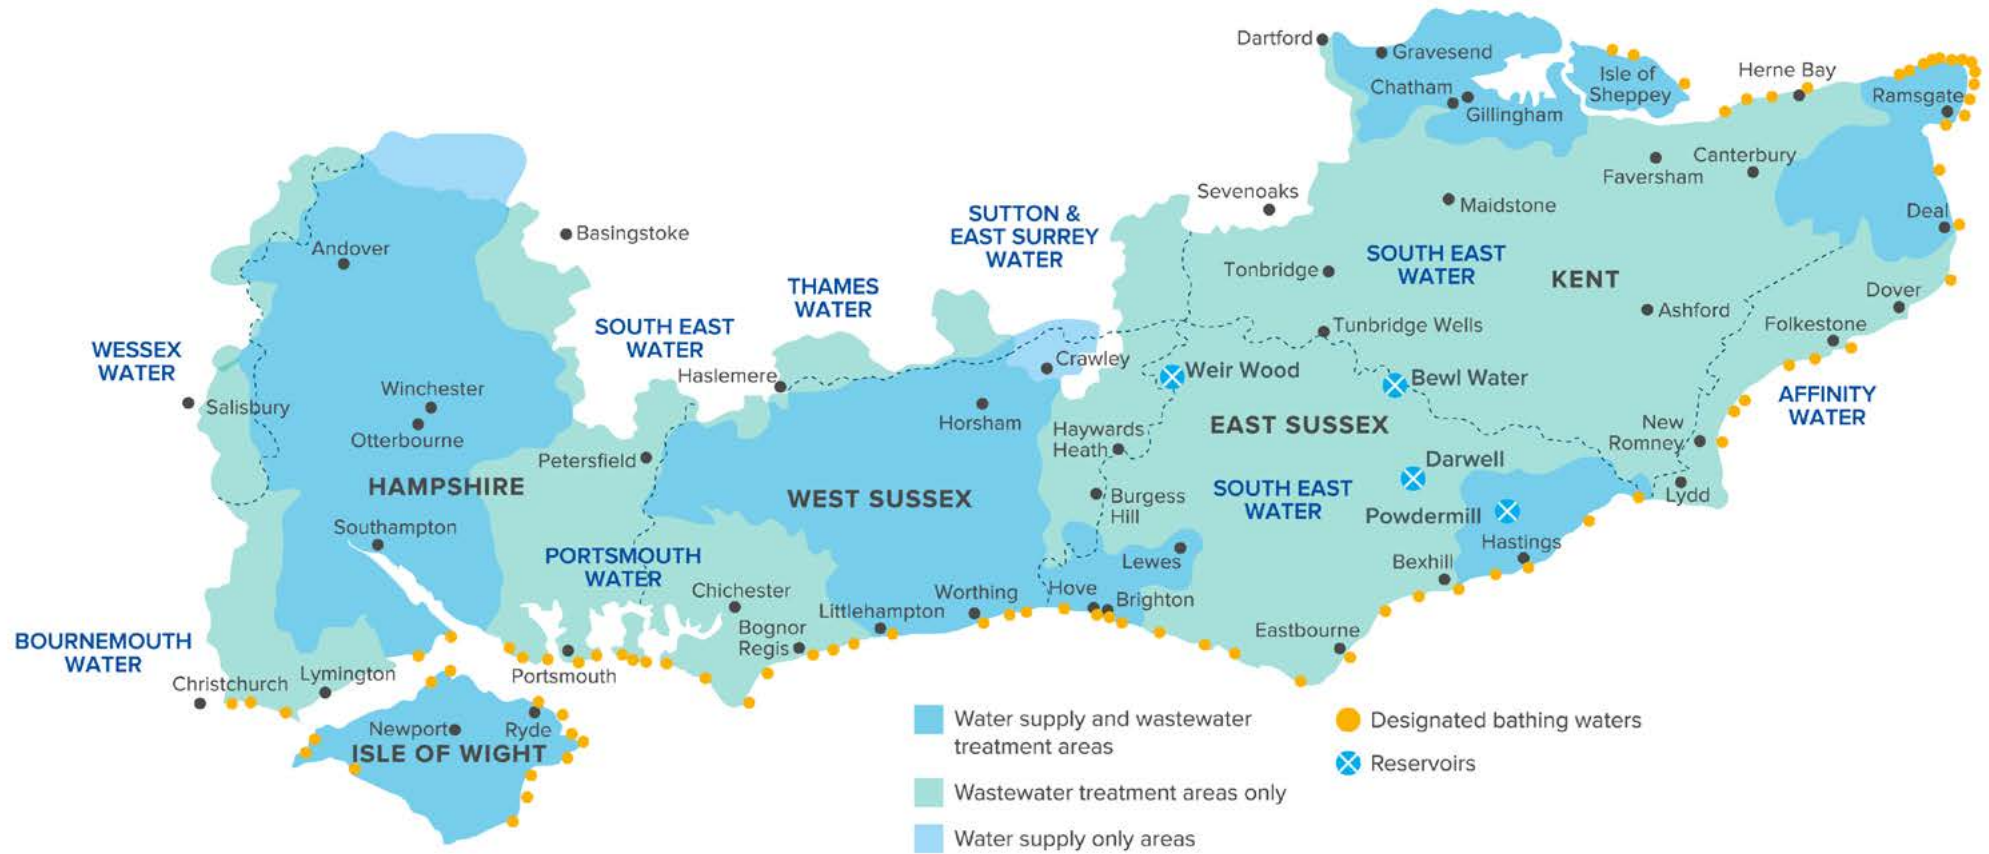 Dartford
Gravesend
Chatham
Gillingham
Isle of
Sheppey
Herne Bay
Ramsgate
Canterbury
Faversham
Sevenoaks
Maidstone
Deal
SUTTON &
EAST SURREY
WATER
Basingstoke
Andover
SOUTH EAST
WATER
KENT
Tonbridge
THAMES
WATER
Dover
Ashford
Folkestone
SOUTH EAST
WATER
Tunbridge Wells
WESSEX
WATER
Haslemere
Crawley
Weir Wood
Bewl Water
AFFINITY
WATER
Winchester
Salisbury
Otterbourne
Horsham
Haywards
Heath
EAST SUSSEX
New
Romney
Petersfield
Darwell
HAMPSHIRE
WEST SUSSEX
Burgess
Hill
SOUTH EAST
WATER
Lydd
Powdermill
Southampton
Hastings
PORTSMOUTH
WATER
Lewes
Bexhill
Chichester
Worthing
Hove
Brighton
Littlehampton
Bognor
Regis
Eastbourne
BOURNEMOUTH
WATER
Christchurch
Lymington
Portsmouth
Newport
Ryde
ISLE OF WIGHT
Water supply and wastewater
treatment areas
Wastewater treatment areas only
Water supply only areas
Designated bathing waters
Reservoirs